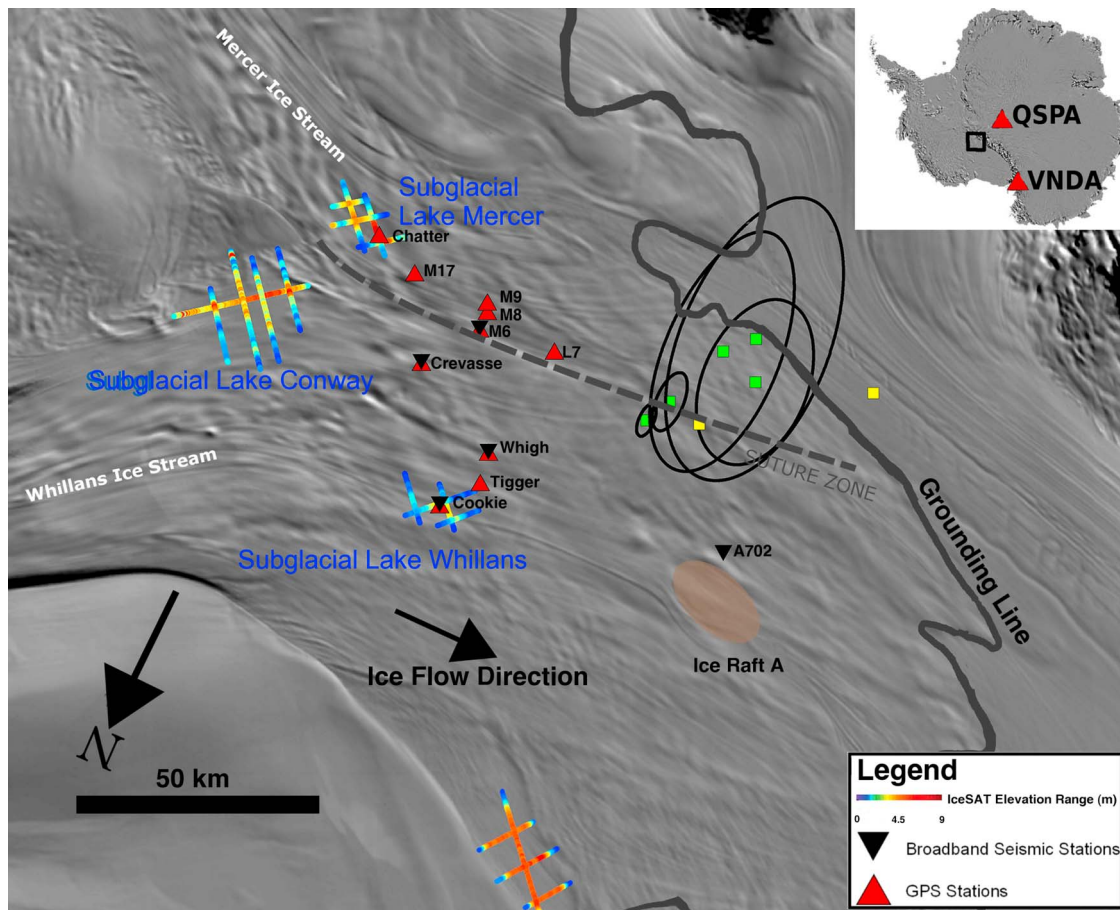 Mercer Ice Stream
QSPA
VNDA
Subglacial
Lake Mercer
Chatter
M17
M9
M8
M6
L7
Crevasse
Subgl
Subglacial Lake Conway
Whillans Ice Stream
Whigh
Tigger
Cookie
SUTURE ZONE
Subglacial Lake Whillans
A702
Grounding Line
Ice Raft A
Ice Flow Direction
N
50 km
Legend
IceSAT Elevation Range (m)
0 4.5 9
Broadband Seismic Stations
GPS Stations